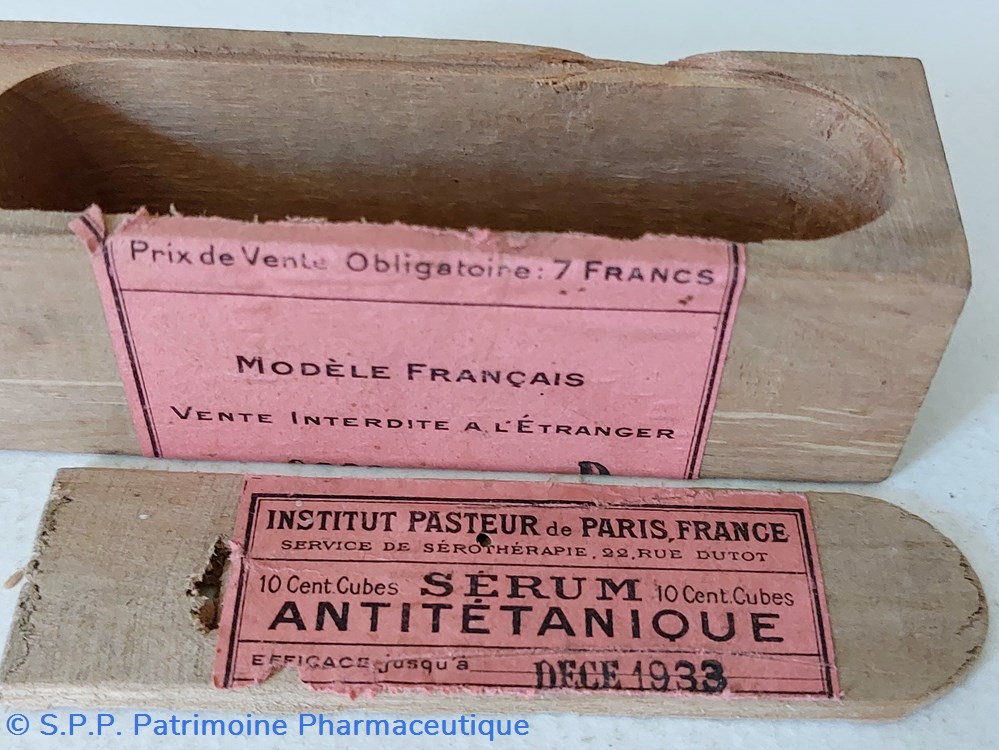 Prix de Vente Obligatoire: 7 FRANCS
MODÈLE FRANÇAIS
VENTE INTERDITE A L'ÉTRANGER
INSTITUT PASTEUR de PARIS, FRANCE
SERVICE DE SÉROTHÉRAPIE, 22, RUE DUTOT
10 Cent. Cubes SÉRUM 10 Cent. Cubes
ANTITÉTANIQUE
EFFICACE jusqu'à DECE 1933
© S.P.P. Patrimoine Pharmaceutique